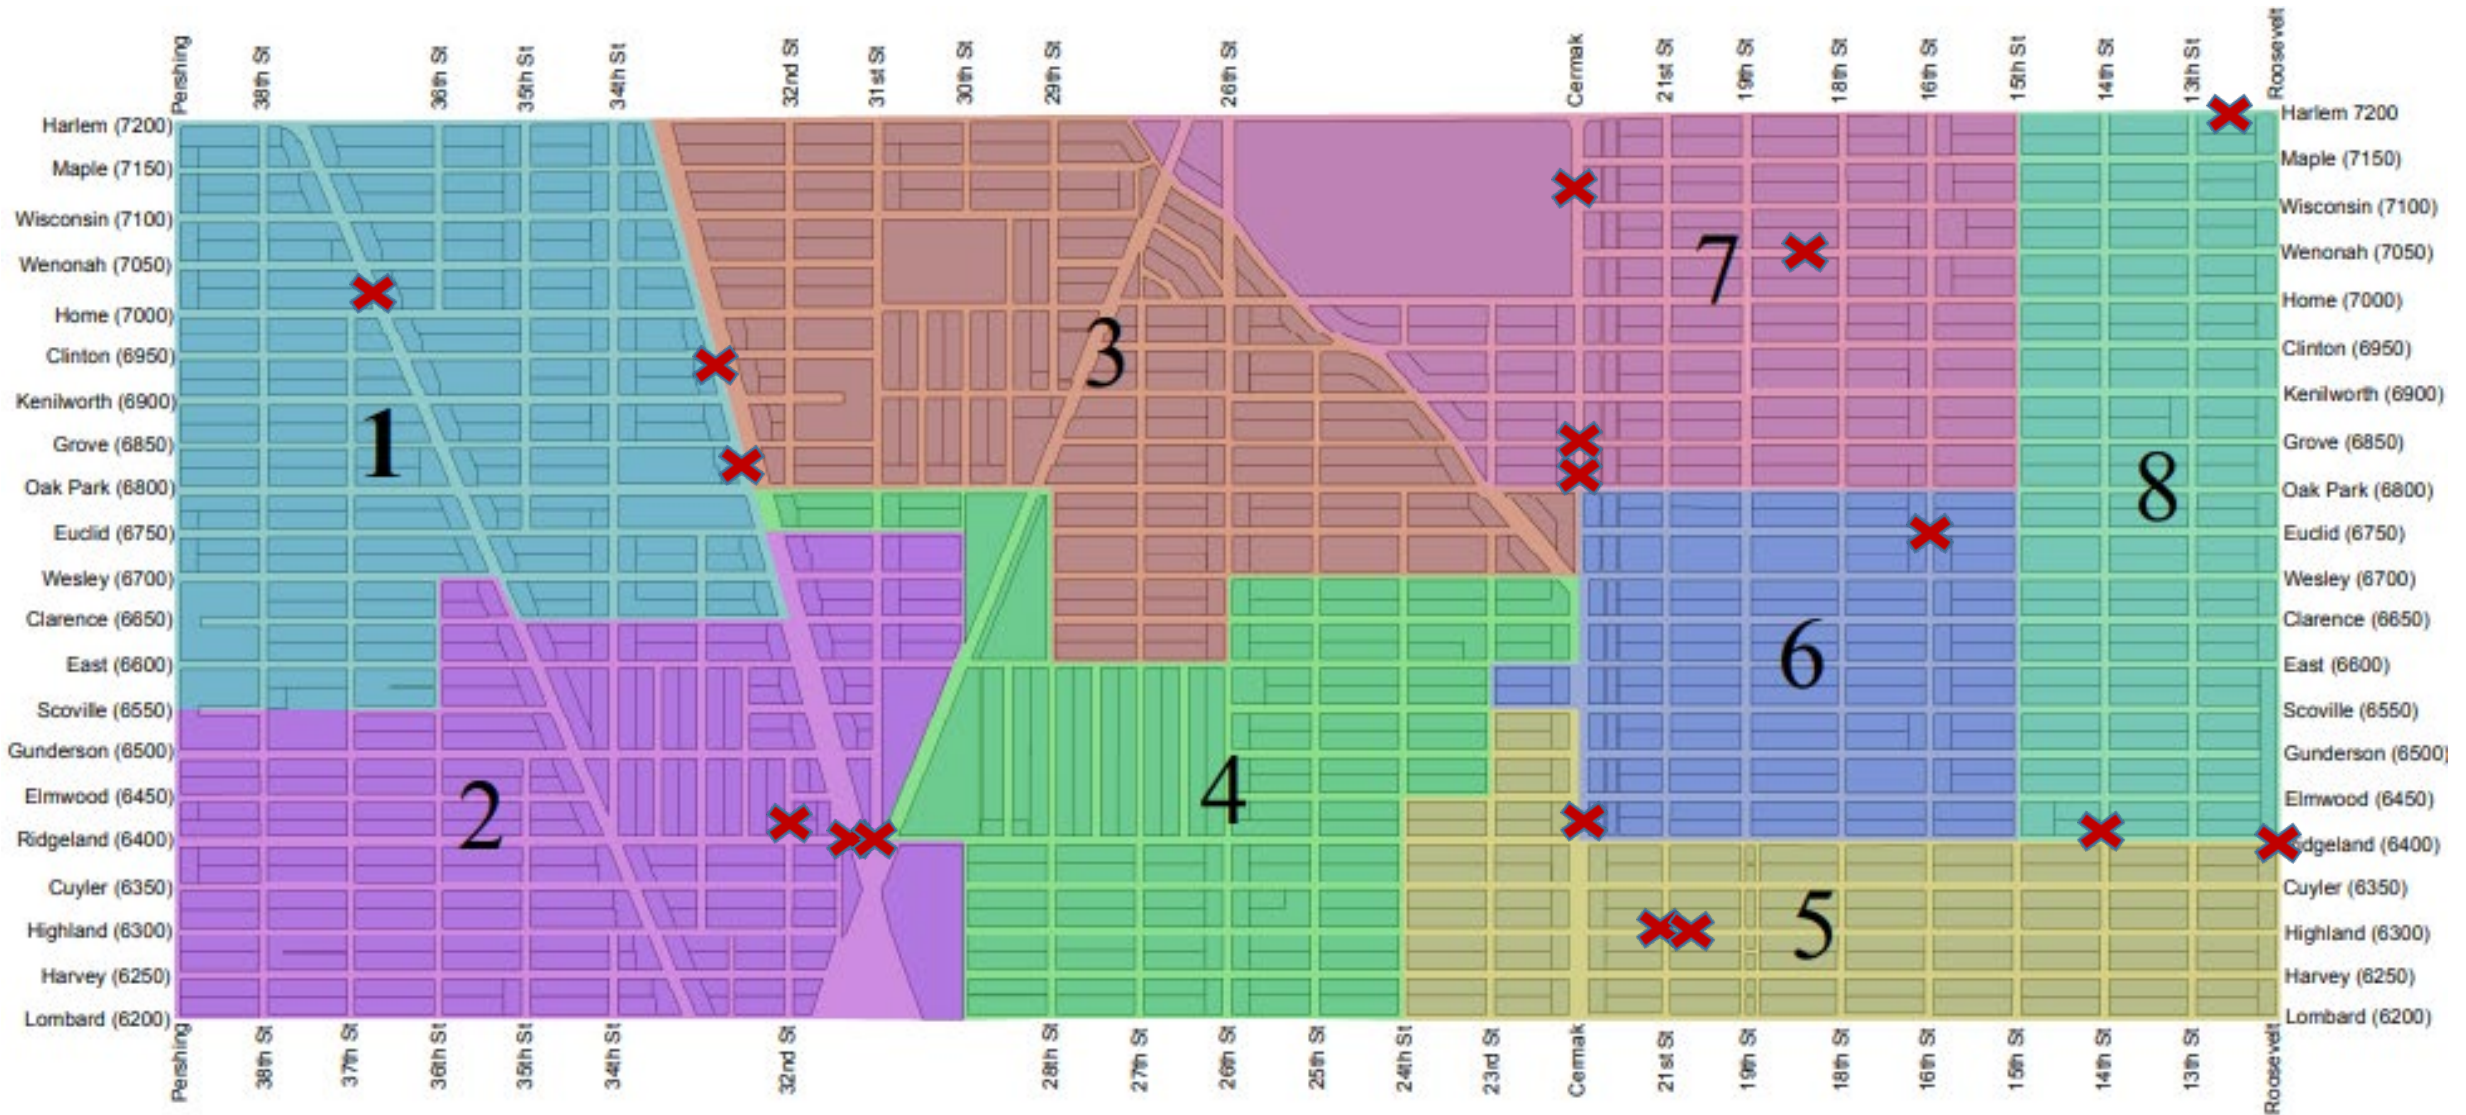 Pershing
38th St
36th St
35th St
34th St
32nd St
31st St
30th St
29th St
26th St
Cermak
21st St
19th St
18th St
16th St
15th St
14th St
13th St
Roosevelt
Harlem (7200)
Maple (7150)
Wisconsin (7100)
Wenonah (7050)
Home (7000)
Clinton (6950)
Kenilworth (6900)
Grove (6850)
Oak Park (6800)
Euclid (6750)
Wesley (6700)
Clarence (6650)
East (6600)
Scoville (6550)
Gunderson (6500)
Elmwood (6450)
Ridgeland (6400)
Cuyler (6350)
Highland (6300)
Harvey (6250)
Lombard (6200)
1
2
3
4
5
6
7
8
Harlem 7200
Maple (7150)
Wisconsin (7100)
Wenonah (7050)
Home (7000)
Clinton (6950)
Kenilworth (6900)
Grove (6850)
Oak Park (6800)
Euclid (6750)
Wesley (6700)
Clarence (6650)
East (6600)
Scoville (6550)
Gunderson (6500)
Elmwood (6450)
dgeland (6400)
Cuyler (6350)
Highland (6300)
Harvey (6250)
Lombard (6200)
Pershing
38th St
37th St
36th St
35th St
34th St
32nd St
28th St
27th St
26th St
25th St
24th St
23rd St
Cermak
21st St
19th St
18th St
16th St
15th St
14th St
13th St
Roosevelt